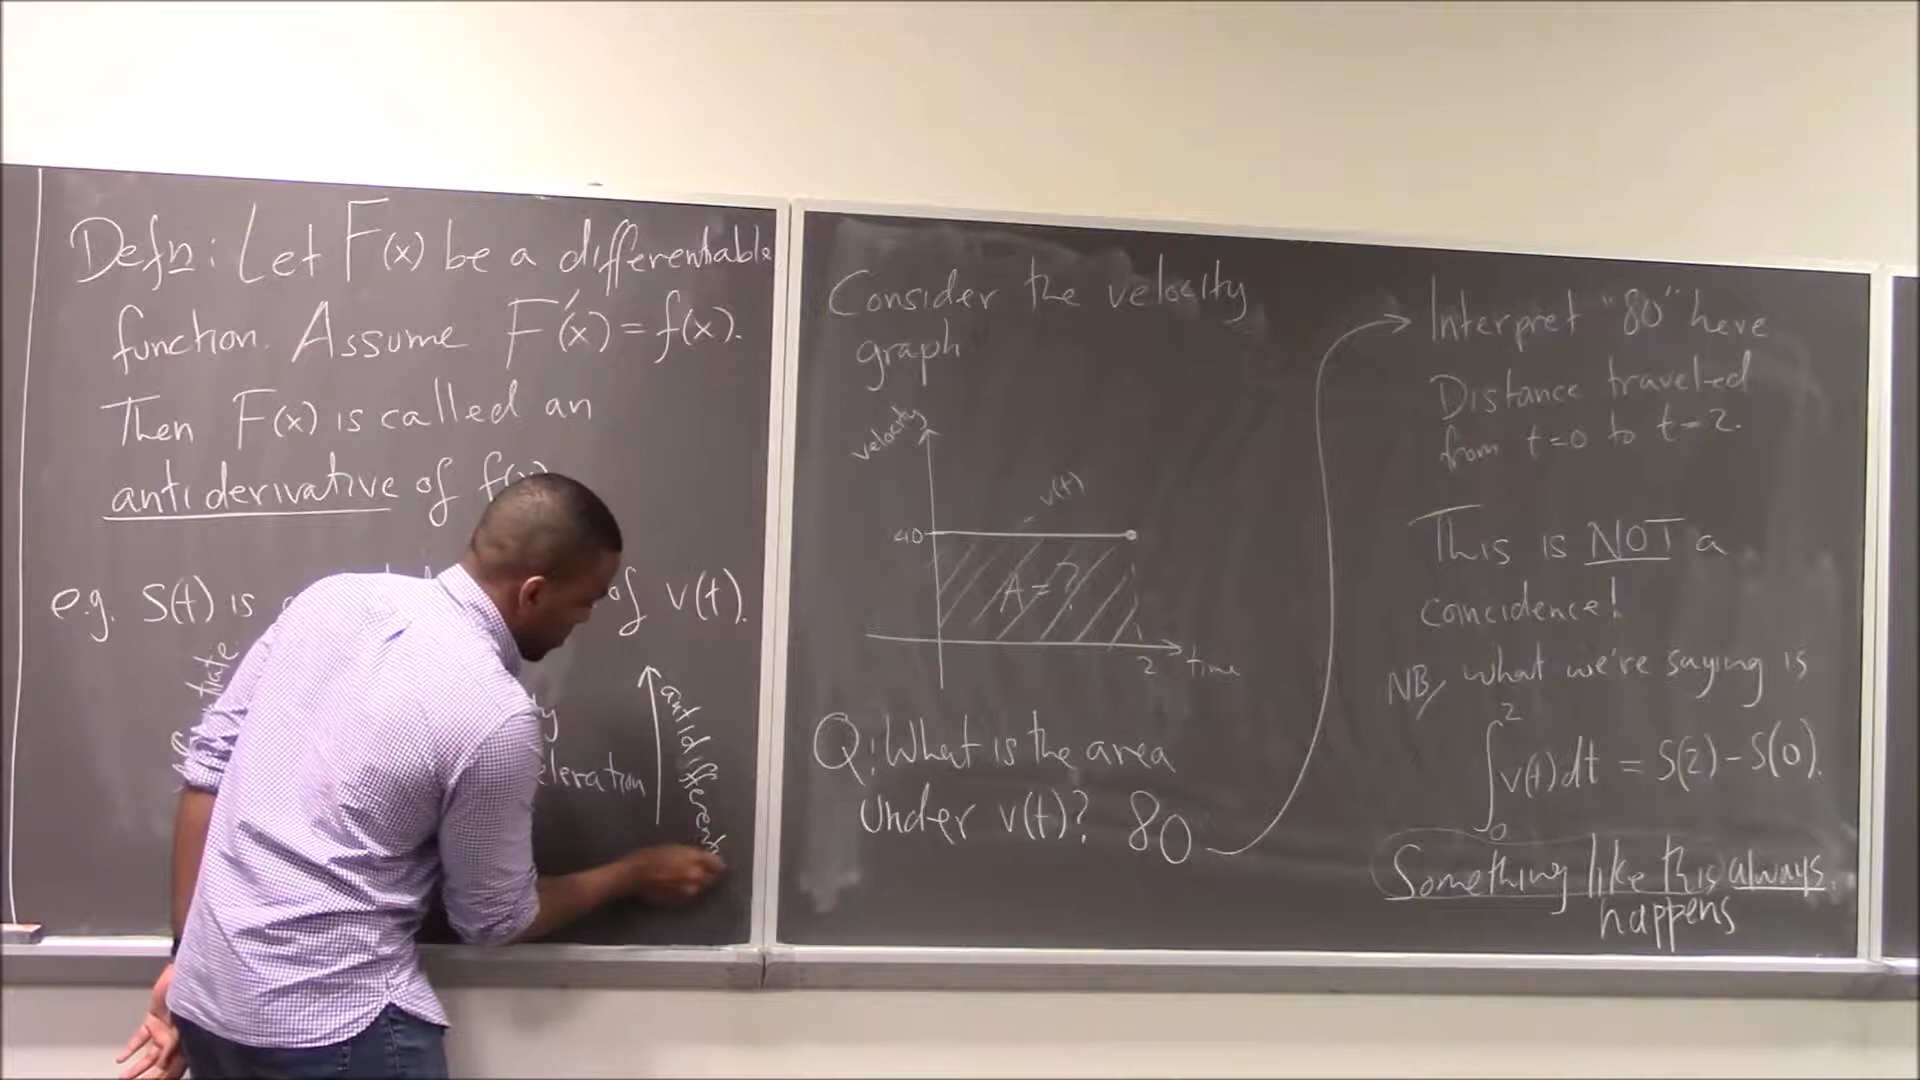 Defn: Let F(x) be a differentiable
function. Assume F'(x) = f(x).
Then F(x) is called an
antiderivative of f(x)
e.g. S(t) is of v(t).
antidifferent
Consider the velocity
graph
velocity
v(t)
40
A=?
2 time
Q: What is the area
under v(t)? 80
Interpret "80" here
Distance traveled
from t=0 to t=2.
This is NOT a
coincidence!
NB/ what we're saying is
∫₀² v(t)dt = S(2)-S(0).
Something like this always
happens